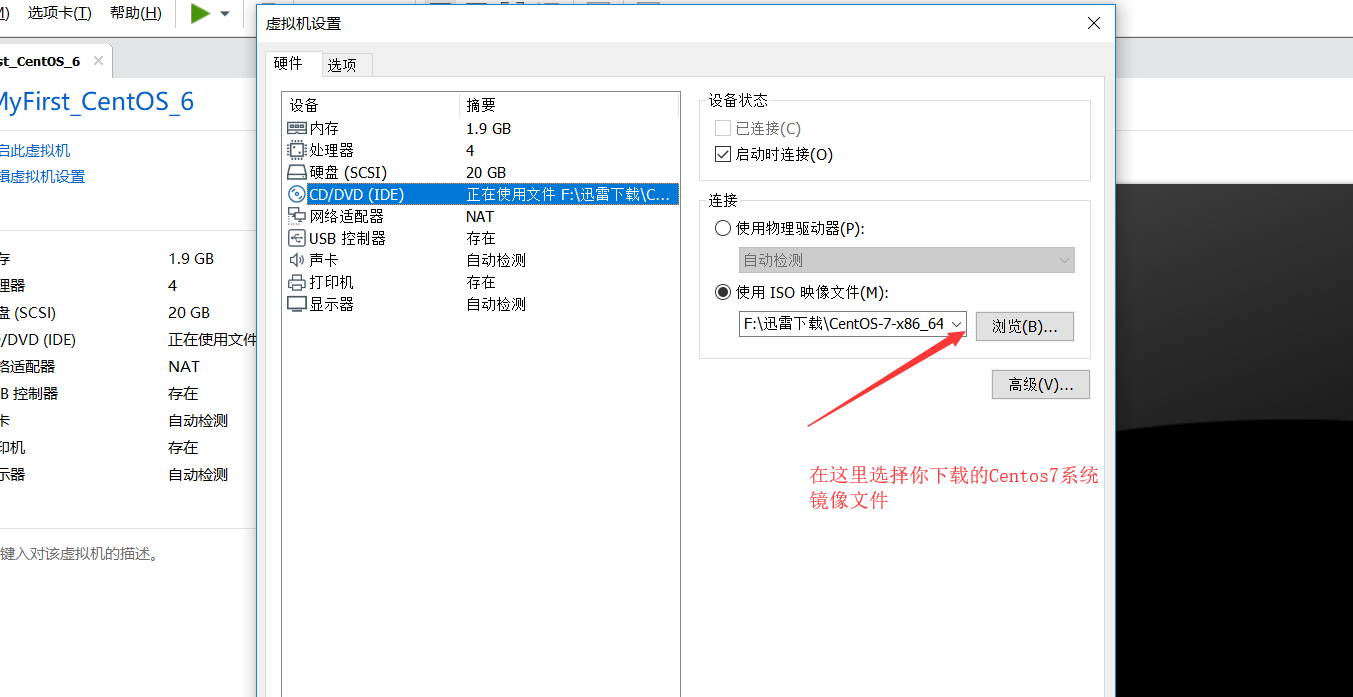 M) 选项卡(T) 帮助(H)
st_CentOS_6
MyFirst_CentOS_6
启此虚拟机
辑虚拟机设置
存 1.9 GB
理器 4
盘 (SCSI) 20 GB
/DVD (IDE) 正在使用文件
络适配器 NAT
B 控制器 存在
卡 自动检测
印机 存在
示器 自动检测
键入对该虚拟机的描述。
虚拟机设置
硬件 选项
设备 摘要
内存 1.9 GB
处理器 4
硬盘 (SCSI) 20 GB
CD/DVD (IDE) 正在使用文件 F:\迅雷下载\C...
网络适配器 NAT
USB 控制器 存在
声卡 自动检测
打印机 存在
显示器 自动检测
设备状态
已连接(C)
启动时连接(O)
连接
使用物理驱动器(P):
自动检测
使用 ISO 映像文件(M):
F:\迅雷下载\CentOS-7-x86_64 浏览(B)...
高级(V)...
在这里选择你下载的Centos7系统
镜像文件